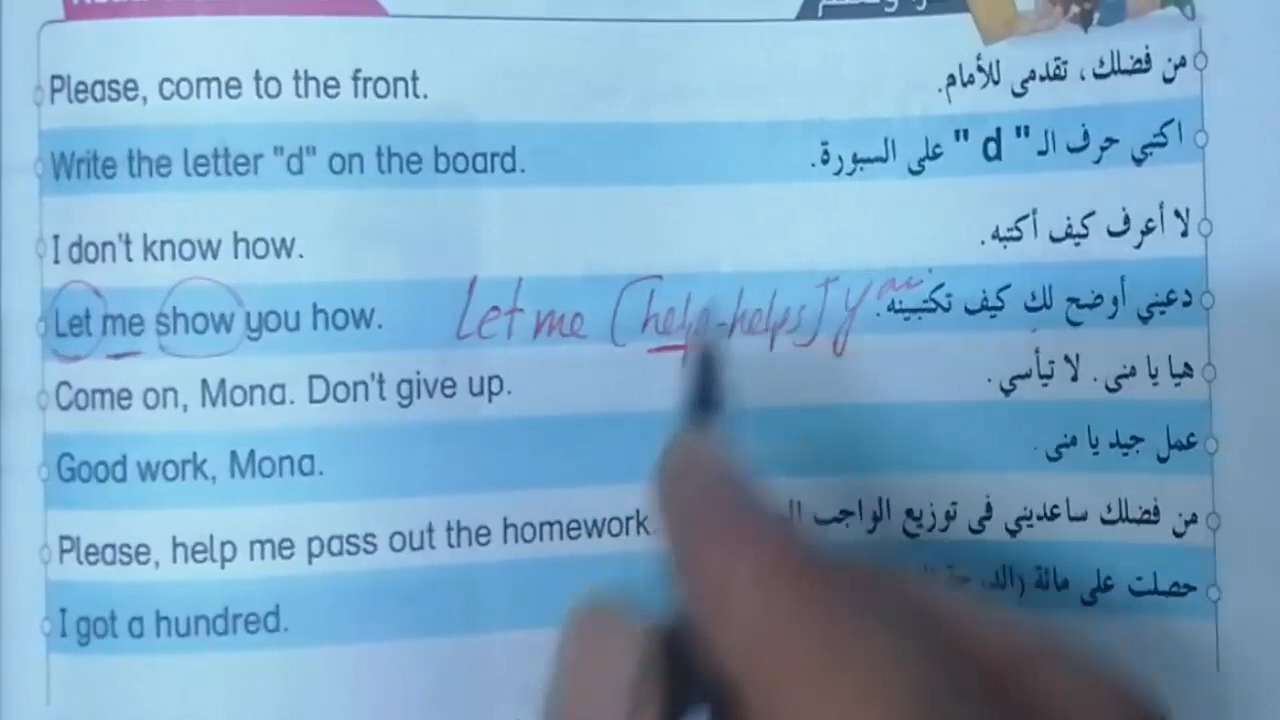 Please, come to the front. من فضلك ، تقدمى للأمام.
Write the letter "d" on the board. اكتبي حرف الـ " d " على السبورة.
I don't know how. لا أعرف كيف أكتبه.
Let me show you how. Let me (help-helps) you دعيني أوضح لك كيف تكتبينه.
Come on, Mona. Don't give up. هيا يا منى. لا تيأسي.
Good work, Mona. عمل جيد يا منى.
Please, help me pass out the homework. من فضلك ساعديني فى توزيع الواجب
I got a hundred. حصلت على مائة